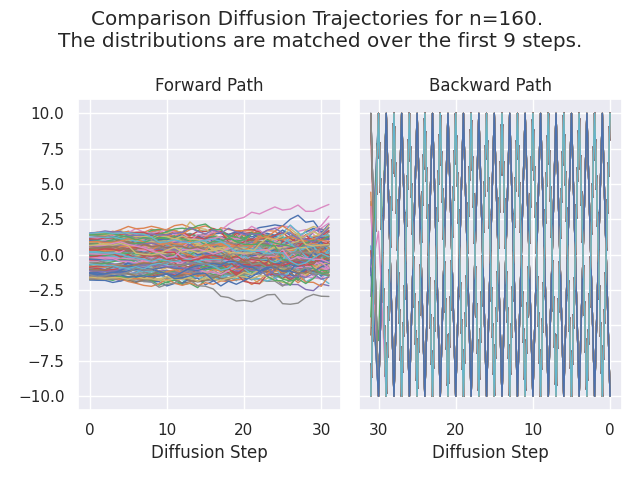 Comparison Diffusion Trajectories for n=160.
The distributions are matched over the first 9 steps.
Forward Path
Backward Path
10.0
7.5
5.0
2.5
0.0
−2.5
−5.0
−7.5
−10.0
0 10 20 30
30 20 10 0
Diffusion Step
Diffusion Step